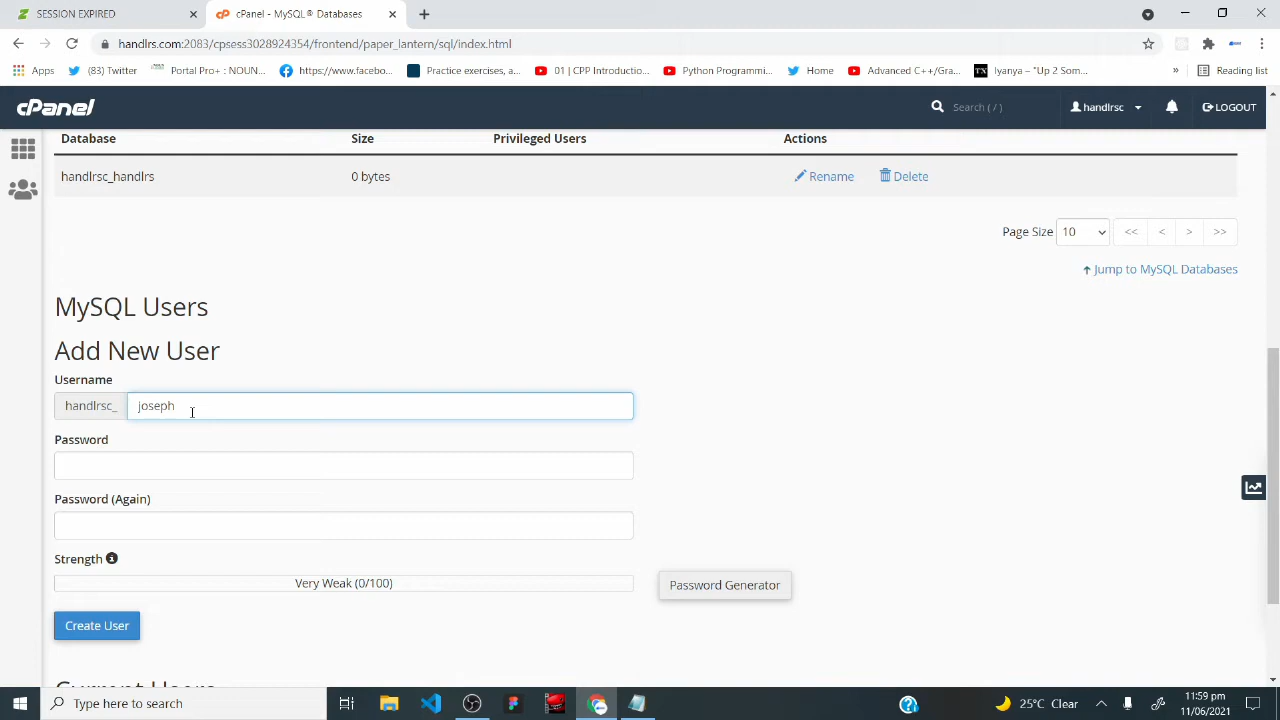 SESSION EXPIRED
cPanel - MySQL® Databases
handlrs.com:2083/cpsess3028924354/frontend/paper_lantern/sql/index.html
Apps
(93) Twitter
Portal Pro+ : NOUN...
https://www.facebo...
Practice exercises, a...
01 | CPP Introductio...
Python Programmi...
Home
Advanced C++/Gra...
Iyanya – "Up 2 Som...
»
Reading list
cPanel
Search ( / )
handlrsc
LOGOUT
Database Size Privileged Users Actions
handlrsc_handlrs 0 bytes Rename Delete
Page Size 10 << < > >>
Jump to MySQL Databases
MySQL Users
Add New User
Username
handlrsc_ joseph
Password
Password (Again)
Strength
Very Weak (0/100)
Password Generator
Create User
Current Users
Type here to search
25°C Clear
11:59 pm
11/06/2021